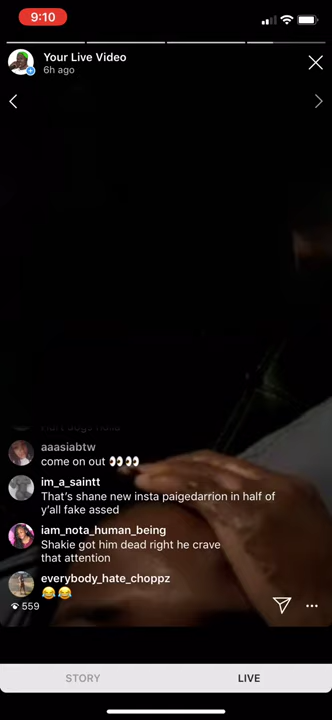 9:10
Your Live Video
6h ago
aaasiabtw
come on out 👀👀
im_a_saintt
That's shane new insta paigedarrion in half of
y'all fake assed
iam_nota_human_being
Shakie got him dead right he crave
that attention
everybody_hate_choppz
😂😂
559
STORY
LIVE